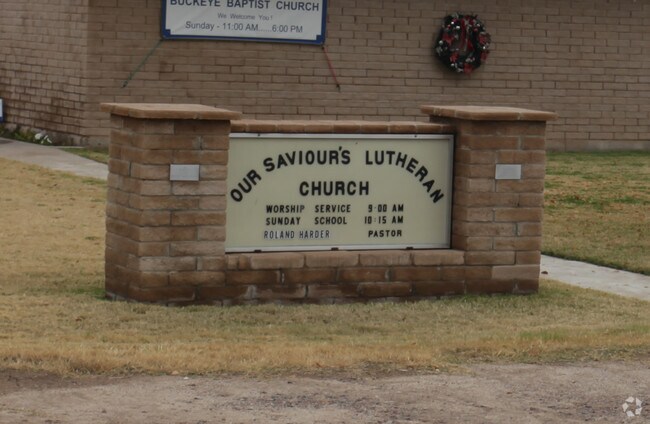 BUCKEYE BAPTIST CHURCH
We Welcome You!
Sunday - 11:00 AM.....6:00 PM
OUR SAVIOUR'S LUTHERAN
CHURCH
WORSHIP SERVICE 9:00 AM
SUNDAY SCHOOL 10:15 AM
ROLAND HARDER PASTOR